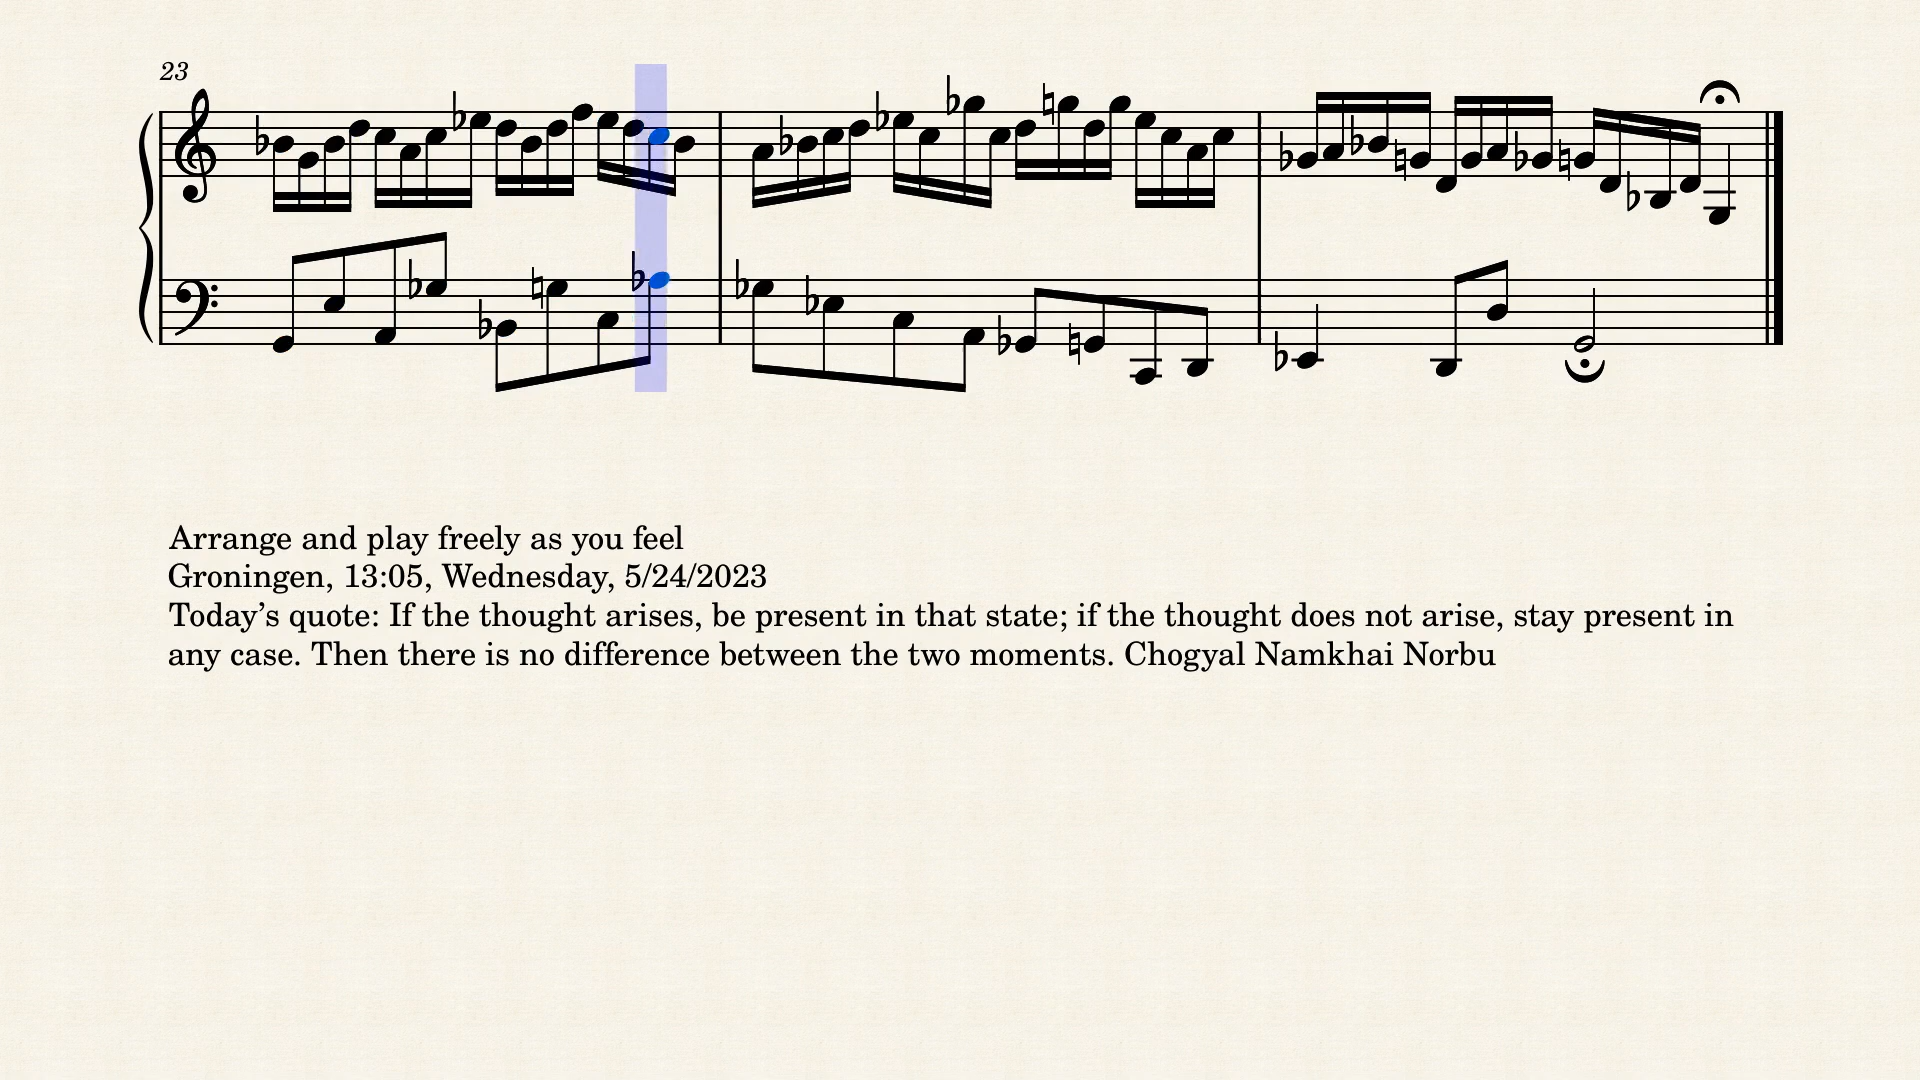 23
Arrange and play freely as you feel
Groningen, 13:05, Wednesday, 5/24/2023
Today’s quote: If the thought arises, be present in that state; if the thought does not arise, stay present in
any case. Then there is no difference between the two moments. Chogyal Namkhai Norbu